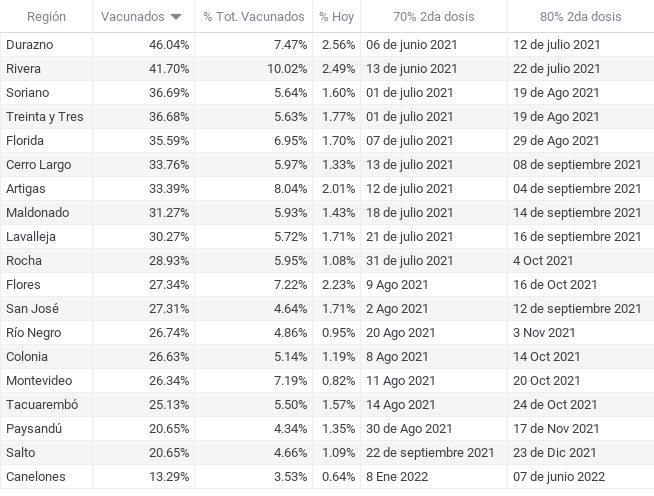 Región Vacunados % Tot. Vacunados % Hoy 70% 2da dosis 80% 2da dosis
Durazno 46.04% 7.47% 2.56% 06 de junio 2021 12 de julio 2021
Rivera 41.70% 10.02% 2.49% 13 de junio 2021 22 de julio 2021
Soriano 36.69% 5.64% 1.60% 01 de julio 2021 19 de Ago 2021
Treinta y Tres 36.68% 5.63% 1.77% 01 de julio 2021 19 de Ago 2021
Florida 35.59% 6.95% 1.70% 07 de julio 2021 29 de Ago 2021
Cerro Largo 33.76% 5.97% 1.33% 13 de julio 2021 08 de septiembre 2021
Artigas 33.39% 8.04% 2.01% 12 de julio 2021 04 de septiembre 2021
Maldonado 31.27% 5.93% 1.43% 18 de julio 2021 14 de septiembre 2021
Lavalleja 30.27% 5.72% 1.71% 21 de julio 2021 16 de septiembre 2021
Rocha 28.93% 5.95% 1.08% 31 de julio 2021 4 Oct 2021
Flores 27.34% 7.22% 2.23% 9 Ago 2021 16 de Oct 2021
San José 27.31% 4.64% 1.71% 2 Ago 2021 12 de septiembre 2021
Río Negro 26.74% 4.86% 0.95% 20 Ago 2021 3 Nov 2021
Colonia 26.63% 5.14% 1.19% 8 Ago 2021 14 Oct 2021
Montevideo 26.34% 7.19% 0.82% 11 Ago 2021 20 Oct 2021
Tacuarembó 25.13% 5.50% 1.57% 14 Ago 2021 24 de Oct 2021
Paysandú 20.65% 4.34% 1.35% 30 de Ago 2021 17 de Nov 2021
Salto 20.65% 4.66% 1.09% 22 de septiembre 2021 23 de Dic 2021
Canelones 13.29% 3.53% 0.64% 8 Ene 2022 07 de junio 2022